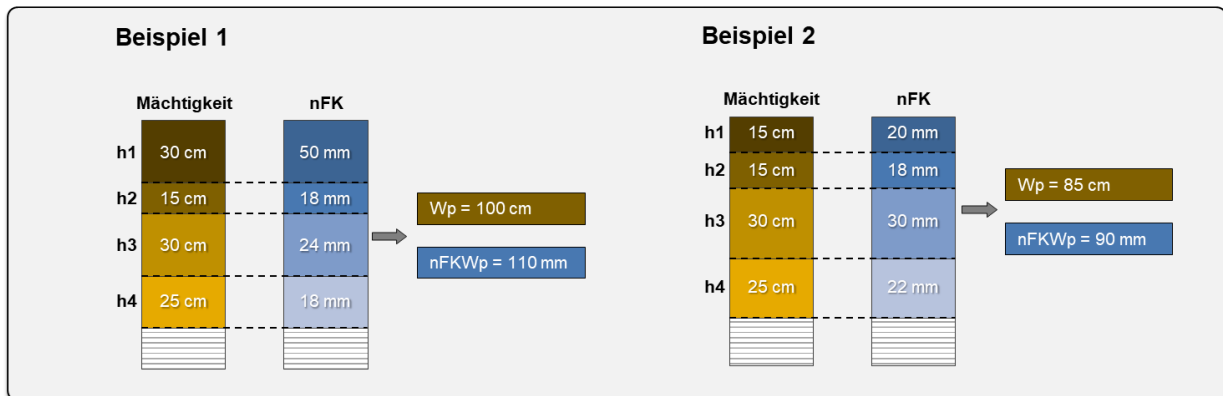 Beispiel 1
Mächtigkeit nFK
h1 30 cm 50 mm
h2 15 cm 18 mm
h3 30 cm 24 mm
h4 25 cm 18 mm
Wp = 100 cm
nFKWp = 110 mm
Beispiel 2
Mächtigkeit nFK
h1 15 cm 20 mm
h2 15 cm 18 mm
h3 30 cm 30 mm
h4 25 cm 22 mm
Wp = 85 cm
nFKWp = 90 mm